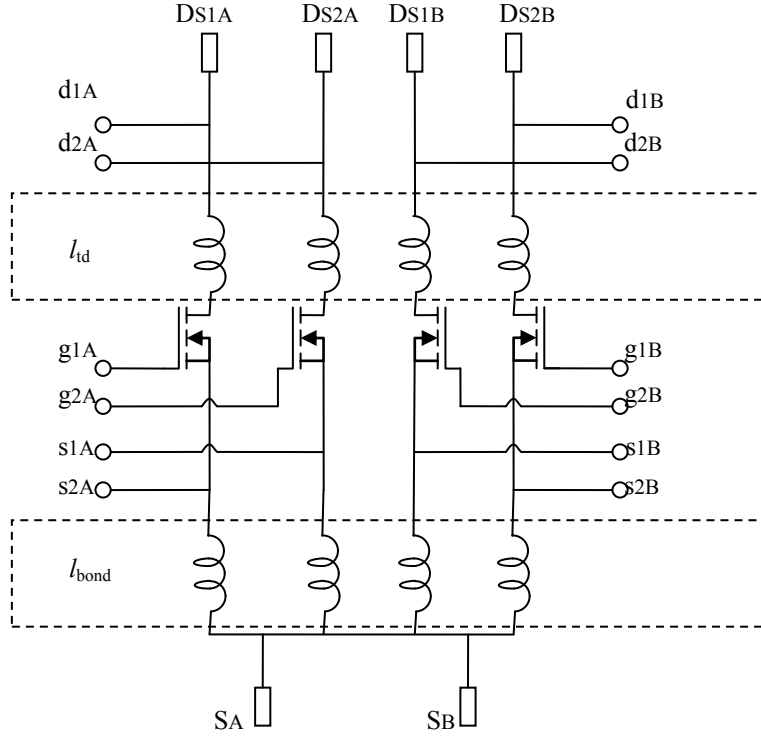 DS1A DS2A DS1B DS2B
d1A d1B
d2A d2B
ltd
g1A g1B
g2A g2B
s1A s1B
s2A s2B
lbond
SA SB